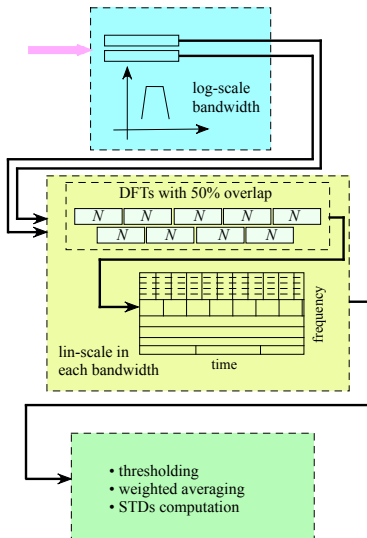 log-scale
bandwidth
DFTs with 50% overlap
N N N N N
N N N N
frequency
lin-scale in
each bandwidth
time
• thresholding
• weighted averaging
• STDs computation